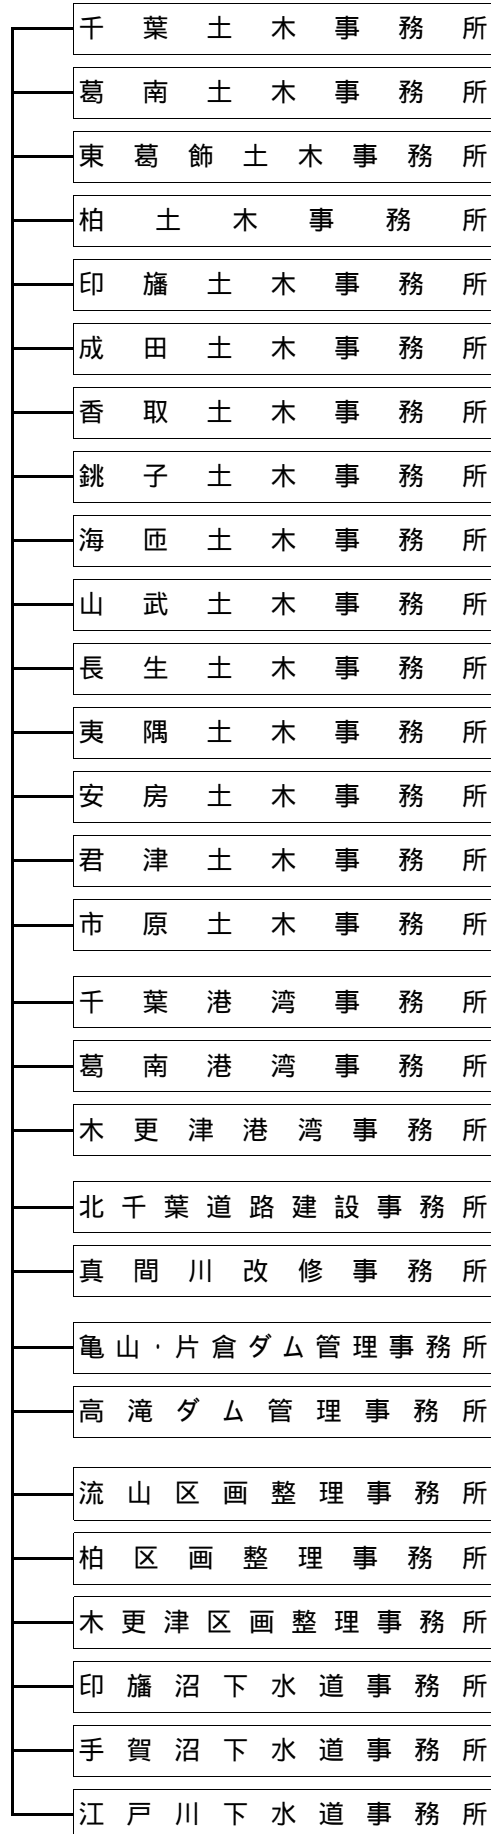 千葉土木事務所
葛南土木事務所
東葛飾土木事務所
柏土木事務所
印旛土木事務所
成田土木事務所
香取土木事務所
銚子土木事務所
海匝土木事務所
山武土木事務所
長生土木事務所
夷隅土木事務所
安房土木事務所
君津土木事務所
市原土木事務所
千葉港湾事務所
葛南港湾事務所
木更津港湾事務所
北千葉道路建設事務所
真間川改修事務所
亀山・片倉ダム管理事務所
高滝ダム管理事務所
流山区画整理事務所
柏区画整理事務所
木更津区画整理事務所
印旛沼下水道事務所
手賀沼下水道事務所
江戸川下水道事務所